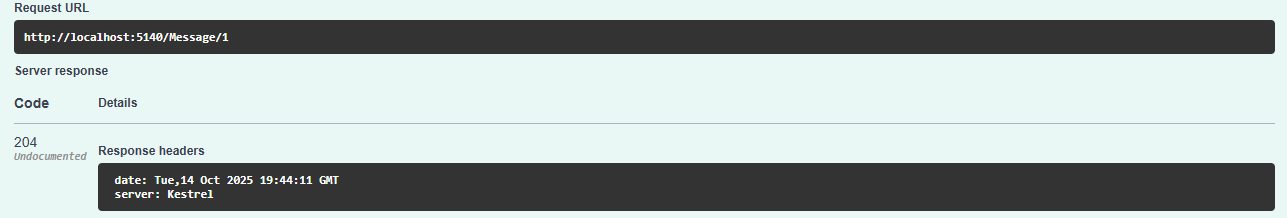 Request URL
http://localhost:5140/Message/1
Server response
Code Details
204
Undocumented
Response headers
date: Tue,14 Oct 2025 19:44:11 GMT
server: Kestrel